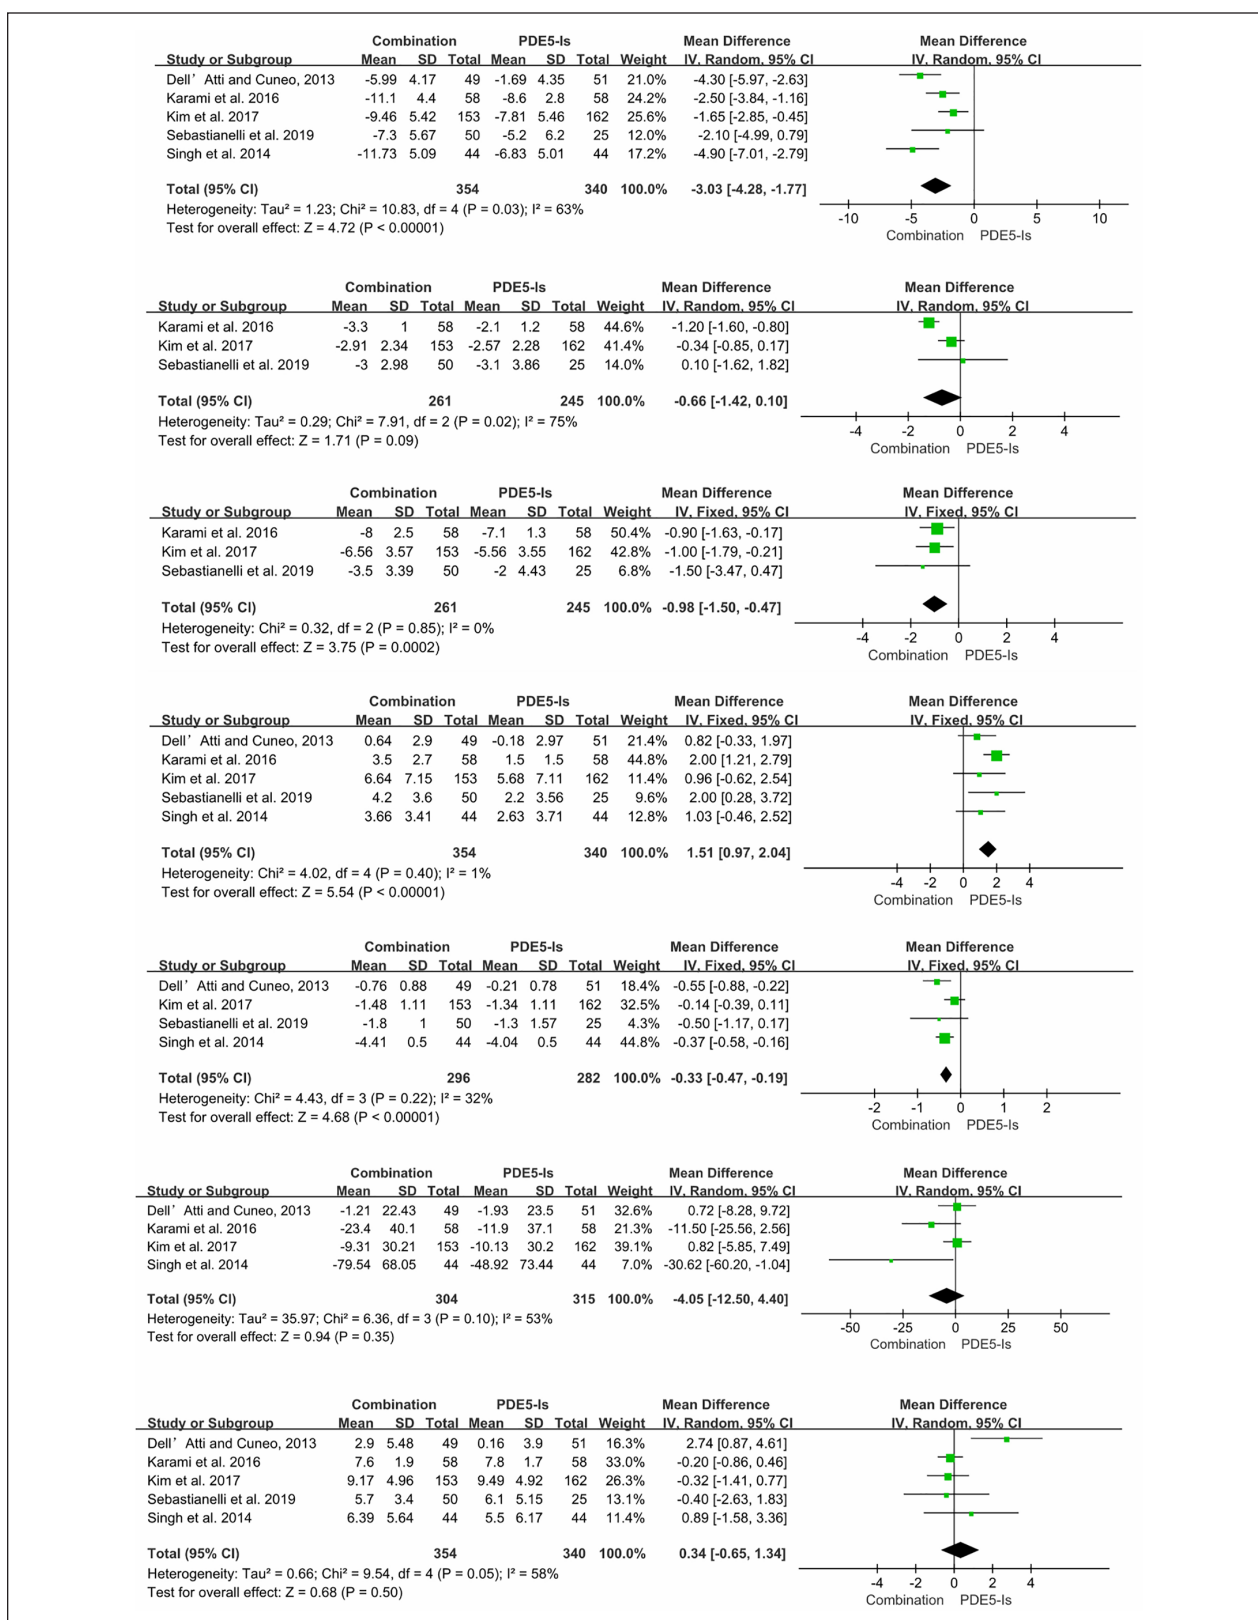 Combination PDE5-Is Mean Difference Mean Difference
Study or Subgroup Mean SD Total Mean SD Total Weight IV, Random, 95% CI IV, Random, 95% CI
Dell' Atti and Cuneo, 2013 -5.99 4.17 49 -1.69 4.35 51 21.0% -4.30 [-5.97, -2.63]
Karami et al. 2016 -11.1 4.4 58 -8.6 2.8 58 24.2% -2.50 [-3.84, -1.16]
Kim et al. 2017 -9.46 5.42 153 -7.81 5.46 162 25.6% -1.65 [-2.85, -0.45]
Sebastianelli et al. 2019 -7.3 5.67 50 -5.2 6.2 25 12.0% -2.10 [-4.99, 0.79]
Singh et al. 2014 -11.73 5.09 44 -6.83 5.01 44 17.2% -4.90 [-7.01, -2.79]
Total (95% CI) 354 340 100.0% -3.03 [-4.28, -1.77]
Heterogeneity: Tau² = 1.23; Chi² = 10.83, df = 4 (P = 0.03); I² = 63%
Test for overall effect: Z = 4.72 (P < 0.00001)
-10 -5 0 5 10
Combination PDE5-Is
Combination PDE5-Is Mean Difference Mean Difference
Study or Subgroup Mean SD Total Mean SD Total Weight IV, Random, 95% CI IV, Random, 95% CI
Karami et al. 2016 -3.3 1 58 -2.1 1.2 58 44.6% -1.20 [-1.60, -0.80]
Kim et al. 2017 -2.91 2.34 153 -2.57 2.28 162 41.4% -0.34 [-0.85, 0.17]
Sebastianelli et al. 2019 -3 2.98 50 -3.1 3.86 25 14.0% 0.10 [-1.62, 1.82]
Total (95% CI) 261 245 100.0% -0.66 [-1.42, 0.10]
Heterogeneity: Tau² = 0.29; Chi² = 7.91, df = 2 (P = 0.02); I² = 75%
Test for overall effect: Z = 1.71 (P = 0.09)
-4 -2 0 2 4
Combination PDE5-Is
Combination PDE5-Is Mean Difference Mean Difference
Study or Subgroup Mean SD Total Mean SD Total Weight IV, Fixed, 95% CI IV, Fixed, 95% CI
Karami et al. 2016 -8 2.5 58 -7.1 1.3 58 50.4% -0.90 [-1.63, -0.17]
Kim et al. 2017 -6.56 3.57 153 -5.56 3.55 162 42.8% -1.00 [-1.79, -0.21]
Sebastianelli et al. 2019 -3.5 3.39 50 -2 4.43 25 6.8% -1.50 [-3.47, 0.47]
Total (95% CI) 261 245 100.0% -0.98 [-1.50, -0.47]
Heterogeneity: Chi² = 0.32, df = 2 (P = 0.85); I² = 0%
Test for overall effect: Z = 3.75 (P = 0.0002)
-4 -2 0 2 4
Combination PDE5-Is
Combination PDE5-Is Mean Difference Mean Difference
Study or Subgroup Mean SD Total Mean SD Total Weight IV, Fixed, 95% CI IV, Fixed, 95% CI
Dell' Atti and Cuneo, 2013 0.64 2.9 49 -0.18 2.97 51 21.4% 0.82 [-0.33, 1.97]
Karami et al. 2016 3.5 2.7 58 1.5 1.5 58 44.8% 2.00 [1.21, 2.79]
Kim et al. 2017 6.64 7.15 153 5.68 7.11 162 11.4% 0.96 [-0.62, 2.54]
Sebastianelli et al. 2019 4.2 3.6 50 2.2 3.56 25 9.6% 2.00 [0.28, 3.72]
Singh et al. 2014 3.66 3.41 44 2.63 3.71 44 12.8% 1.03 [-0.46, 2.52]
Total (95% CI) 354 340 100.0% 1.51 [0.97, 2.04]
Heterogeneity: Chi² = 4.02, df = 4 (P = 0.40); I² = 1%
Test for overall effect: Z = 5.54 (P < 0.00001)
-4 -2 0 2 4
Combination PDE5-Is
Combination PDE5-Is Mean Difference Mean Difference
Study or Subgroup Mean SD Total Mean SD Total Weight IV, Fixed, 95% CI IV, Fixed, 95% CI
Dell' Atti and Cuneo, 2013 -0.76 0.88 49 -0.21 0.78 51 18.4% -0.55 [-0.88, -0.22]
Kim et al. 2017 -1.48 1.11 153 -1.34 1.11 162 32.5% -0.14 [-0.39, 0.11]
Sebastianelli et al. 2019 -1.8 1 50 -1.3 1.57 25 4.3% -0.50 [-1.17, 0.17]
Singh et al. 2014 -4.41 0.5 44 -4.04 0.5 44 44.8% -0.37 [-0.58, -0.16]
Total (95% CI) 296 282 100.0% -0.33 [-0.47, -0.19]
Heterogeneity: Chi² = 4.43, df = 3 (P = 0.22); I² = 32%
Test for overall effect: Z = 4.68 (P < 0.00001)
-2 -1 0 1 2
Combination PDE5-Is
Combination PDE5-Is Mean Difference Mean Difference
Study or Subgroup Mean SD Total Mean SD Total Weight IV, Random, 95% CI IV, Random, 95% CI
Dell' Atti and Cuneo, 2013 -1.21 22.43 49 -1.93 23.5 51 32.6% 0.72 [-8.28, 9.72]
Karami et al. 2016 -23.4 40.1 58 -11.9 37.1 58 21.3% -11.50 [-25.56, 2.56]
Kim et al. 2017 -9.31 30.21 153 -10.13 30.2 162 39.1% 0.82 [-5.85, 7.49]
Singh et al. 2014 -79.54 68.05 44 -48.92 73.44 44 7.0% -30.62 [-60.20, -1.04]
Total (95% CI) 304 315 100.0% -4.05 [-12.50, 4.40]
Heterogeneity: Tau² = 35.97; Chi² = 6.36, df = 3 (P = 0.10); I² = 53%
Test for overall effect: Z = 0.94 (P = 0.35)
-50 -25 0 25 50
Combination PDE5-Is
Combination PDE5-Is Mean Difference Mean Difference
Study or Subgroup Mean SD Total Mean SD Total Weight IV, Random, 95% CI IV, Random, 95% CI
Dell' Atti and Cuneo, 2013 2.9 5.48 49 0.16 3.9 51 16.3% 2.74 [0.87, 4.61]
Karami et al. 2016 7.6 1.9 58 7.8 1.7 58 33.0% -0.20 [-0.86, 0.46]
Kim et al. 2017 9.17 4.96 153 9.49 4.92 162 26.3% -0.32 [-1.41, 0.77]
Sebastianelli et al. 2019 5.7 3.4 50 6.1 5.15 25 13.1% -0.40 [-2.63, 1.83]
Singh et al. 2014 6.39 5.64 44 5.5 6.17 44 11.4% 0.89 [-1.58, 3.36]
Total (95% CI) 354 340 100.0% 0.34 [-0.65, 1.34]
Heterogeneity: Tau² = 0.66; Chi² = 9.54, df = 4 (P = 0.05); I² = 58%
Test for overall effect: Z = 0.68 (P = 0.50)
-4 -2 0 2 4
Combination PDE5-Is